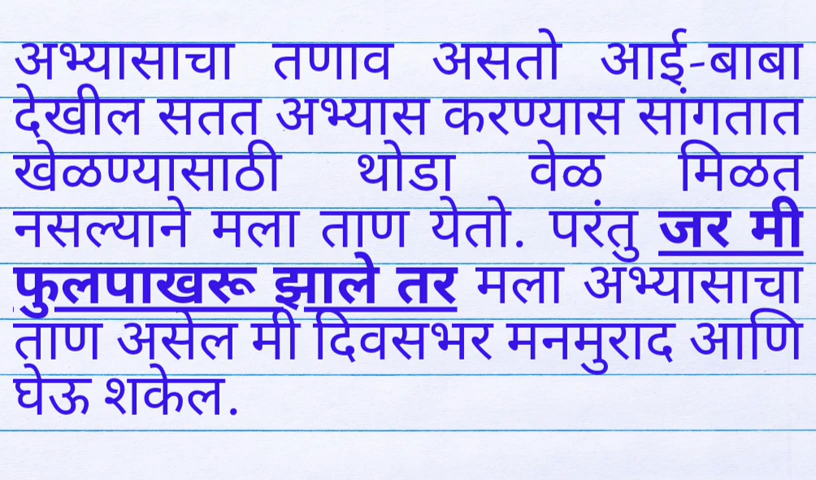 अभ्यासाचा तणाव असतो आई-बाबा
देखील सतत अभ्यास करण्यास सांगतात
खेळण्यासाठी थोडा वेळ मिळत
नसल्याने मला ताण येतो. परंतु जर मी
फुलपाखरू झाले तर मला अभ्यासाचा
ताण असेल मी दिवसभर मनमुराद आणि
घेऊ शकेल.